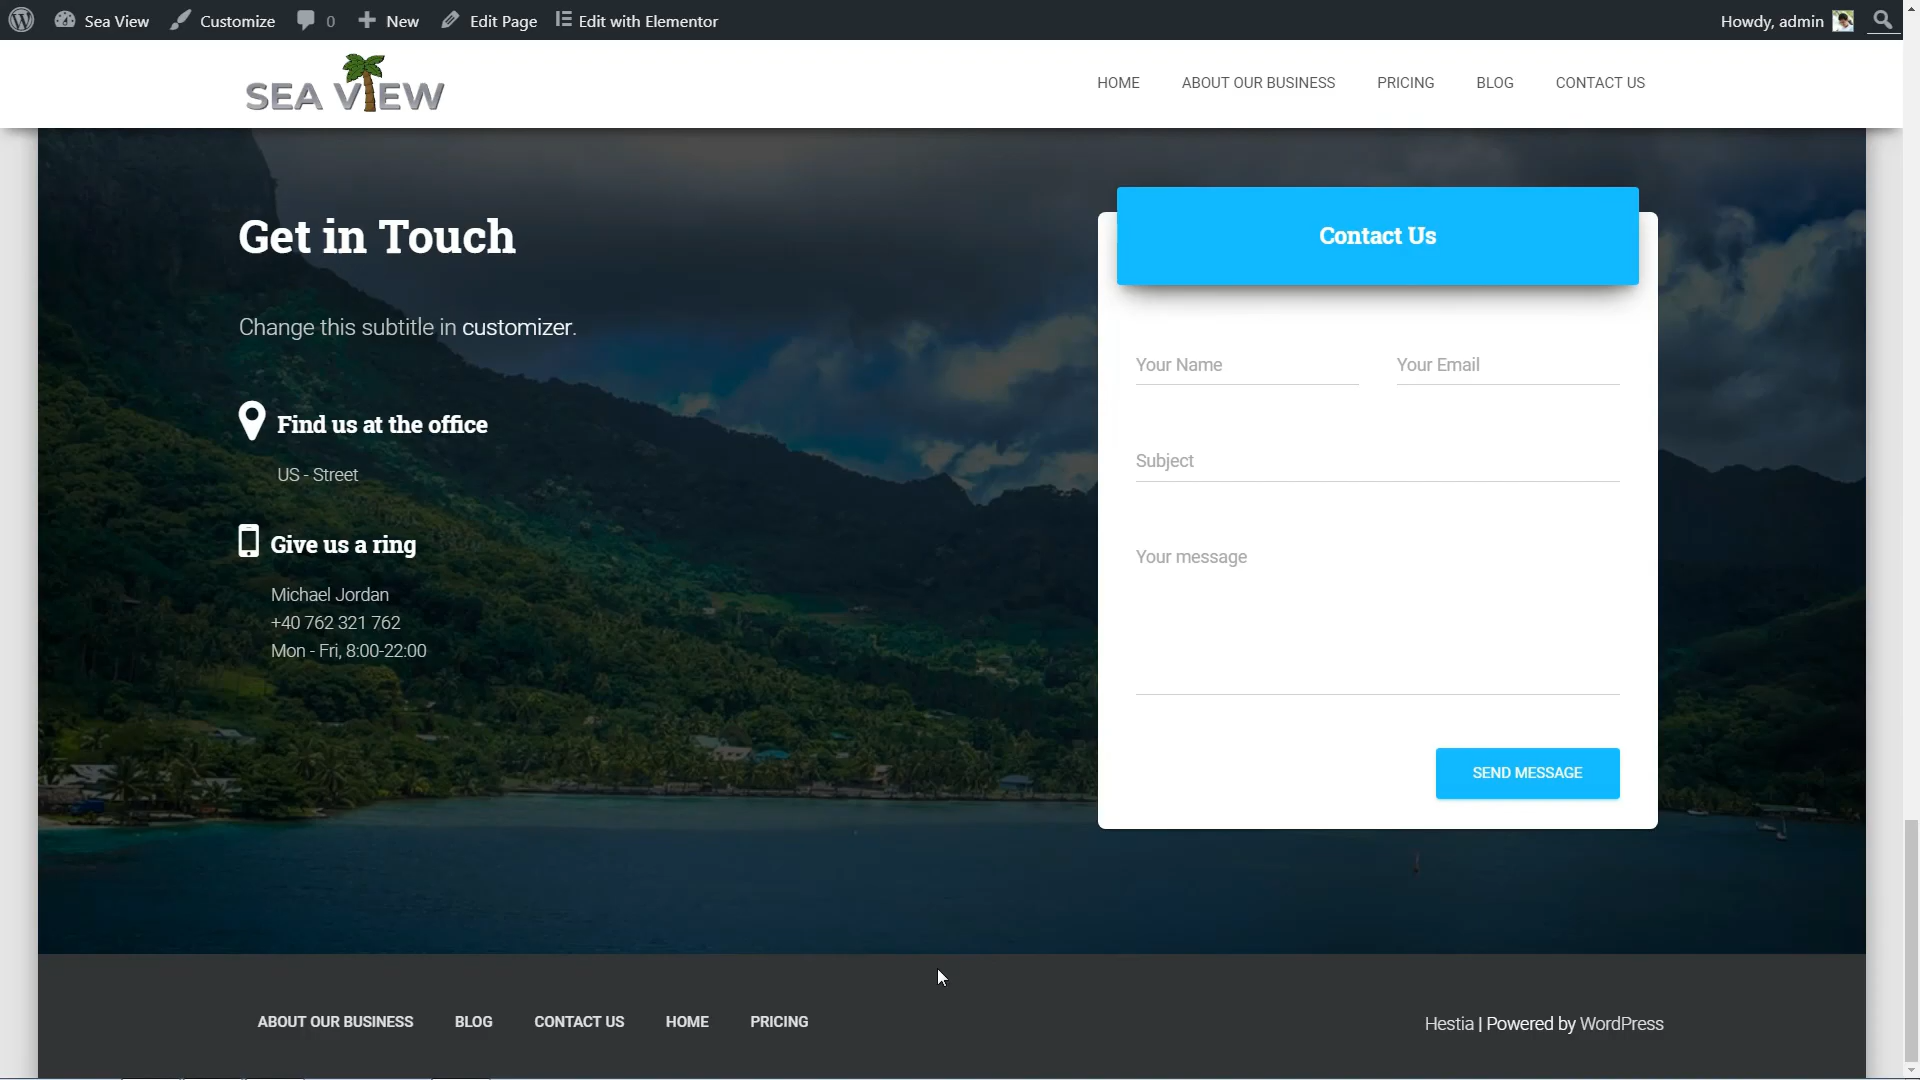 Sea View Customize 0 New Edit Page Edit with Elementor Howdy, admin
SEA VIEW
HOME ABOUT OUR BUSINESS PRICING BLOG CONTACT US
Get in Touch
Change this subtitle in customizer.
Find us at the office
US - Street
Give us a ring
Michael Jordan
+40 762 321 762
Mon - Fri, 8:00-22:00
Contact Us
Your Name Your Email
Subject
Your message
SEND MESSAGE
ABOUT OUR BUSINESS BLOG CONTACT US HOME PRICING
Hestia | Powered by WordPress